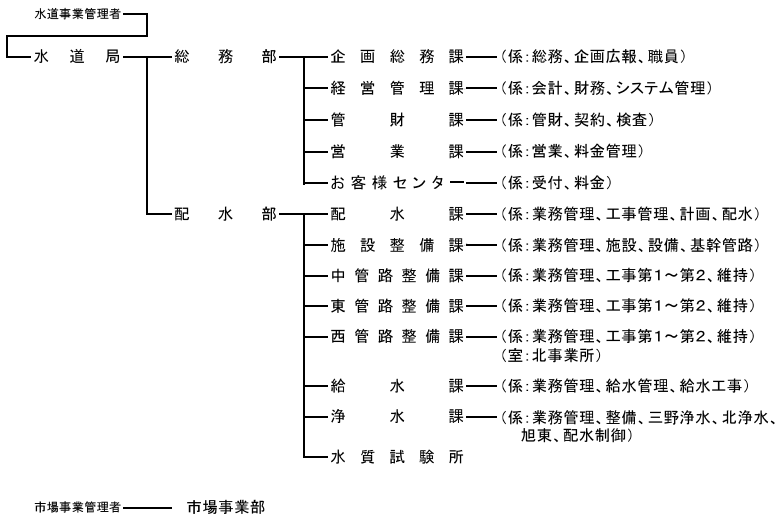 水道事業管理者
水道局 総務部 企画総務課 (係:総務、企画広報、職員)
経営管理課 (係:会計、財務、システム管理)
管財課 (係:管財、契約、検査)
営業課 (係:営業、料金管理)
お客様センター (係:受付、料金)
配水部 配水課 (係:業務管理、工事管理、計画、配水)
施設整備課 (係:業務管理、施設、設備、基幹管路)
中管路整備課 (係:業務管理、工事第1～第2、維持)
東管路整備課 (係:業務管理、工事第1～第2、維持)
西管路整備課 (係:業務管理、工事第1～第2、維持)
(室:北事業所)
給水課 (係:業務管理、給水管理、給水工事)
浄水課 (係:業務管理、整備、三野浄水、北浄水、
旭東、配水制御)
水質試験所
市場事業管理者 市場事業部